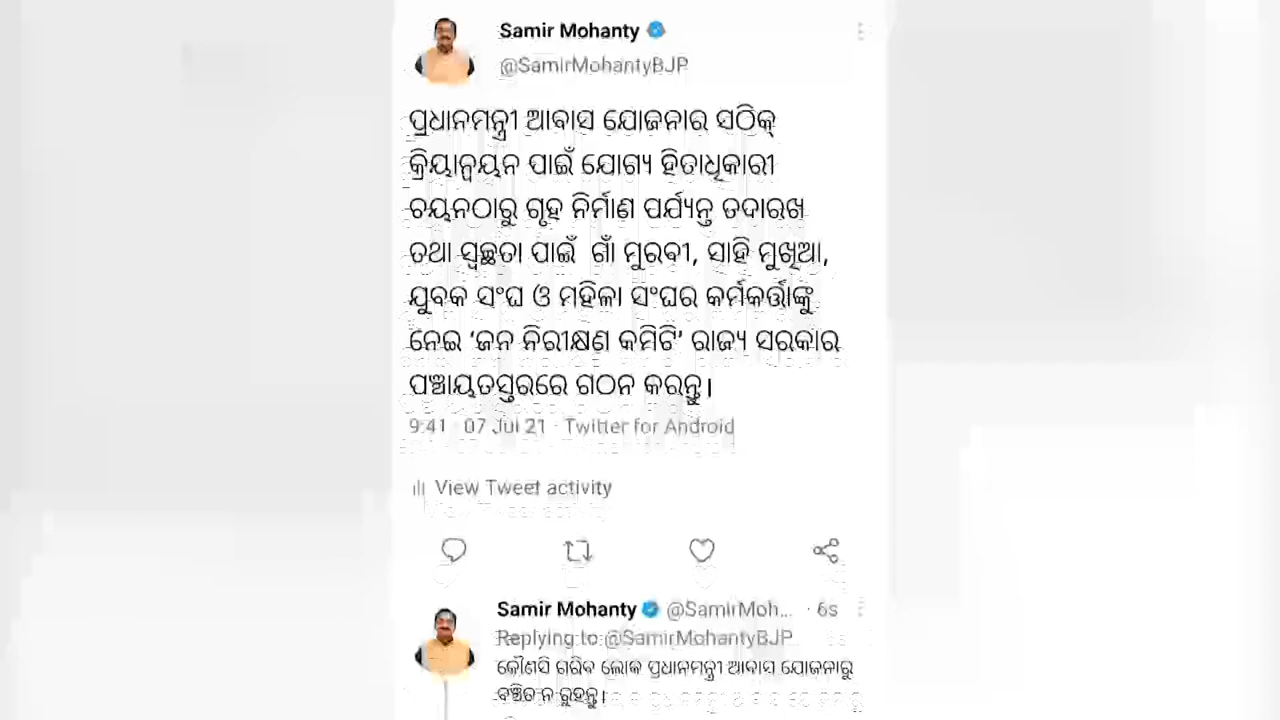 Samir Mohanty
@SamirMohantyBJP
ପ୍ରଧାନମନ୍ତ୍ରୀ ଆବାସ ଯୋଜନାର ସଠିକ୍
କ୍ରିୟାନ୍ୱୟନ ପାଇଁ ଯୋଗ୍ୟ ହିତାଧିକାରୀ
ଚୟନଠାରୁ ଗୃହ ନିର୍ମାଣ ପର୍ଯ୍ୟନ୍ତ ତଦାରଖ
ତଥା ସ୍ୱଚ୍ଛତା ପାଇଁ ଗାଁ ମୁରବୀ, ସାହି ମୁଖିଆ,
ଯୁବକ ସଂଘ ଓ ମହିଳା ସଂଘର କର୍ମକର୍ତ୍ତାଙ୍କୁ
ନେଇ ‘ଜନ ନିରୀକ୍ଷଣ କମିଟି’ ରାଜ୍ୟ ସରକାର
ପଞ୍ଚାୟତସ୍ତରରେ ଗଠନ କରନ୍ତୁ।
9:41 · 07 Jul 21 · Twitter for Android
View Tweet activity
Samir Mohanty @SamirMoh... · 6s
Replying to @SamirMohantyBJP
କୌଣସି ଗରିବ ଲୋକ ପ୍ରଧାନମନ୍ତ୍ରୀ ଆବାସ ଯୋଜନାରୁ
ବଞ୍ଚିତ ନ ରୁହନ୍ତୁ।